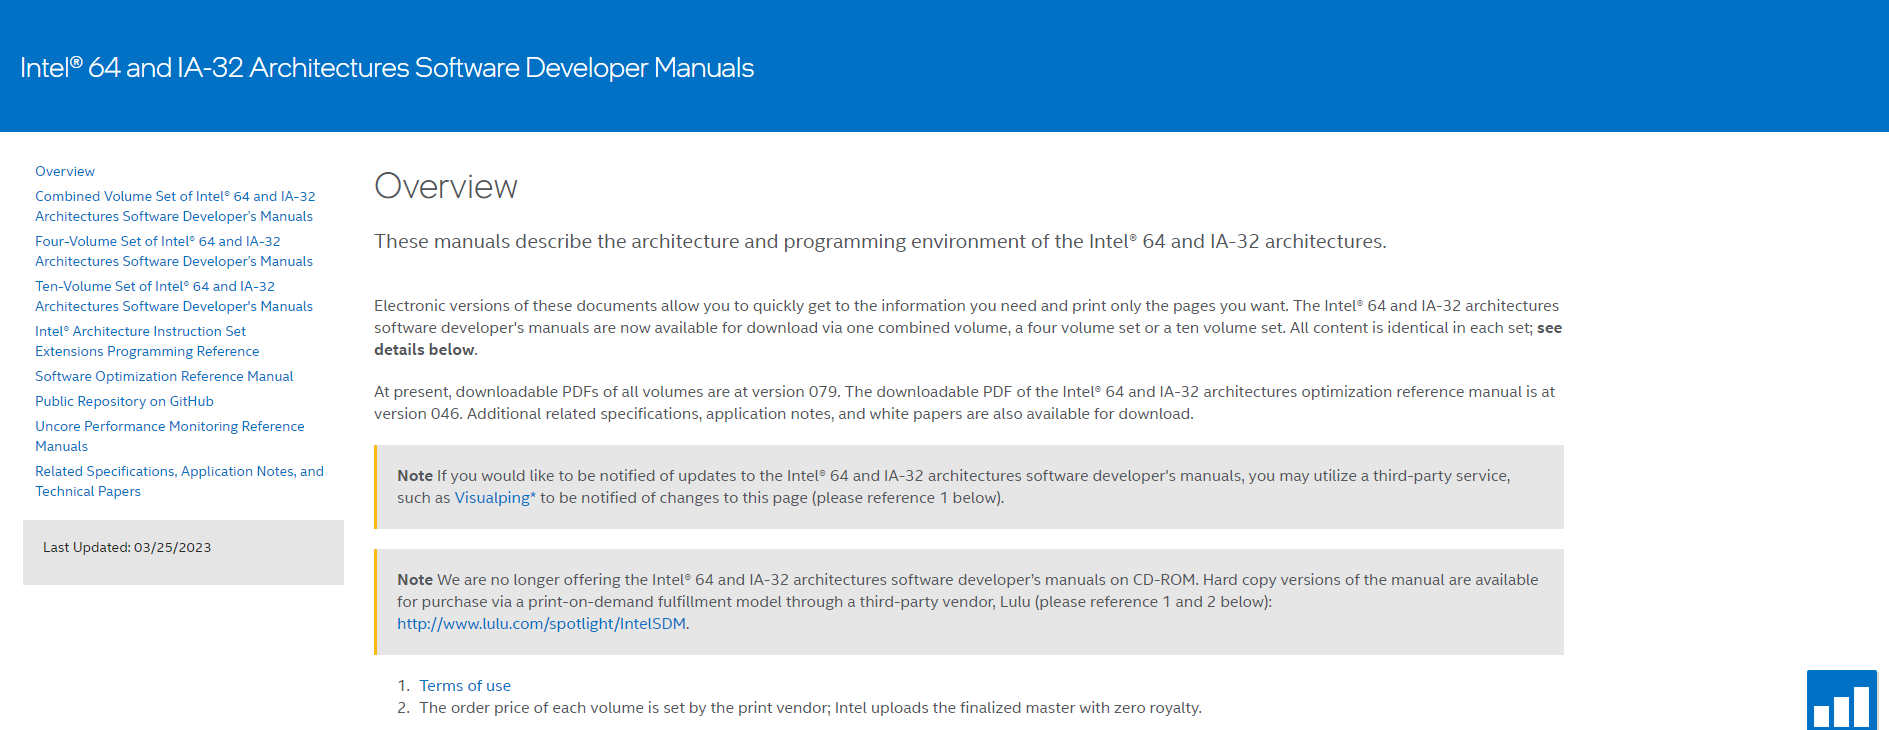 Intel® 64 and IA-32 Architectures Software Developer Manuals
Overview
Combined Volume Set of Intel® 64 and IA-32
Architectures Software Developer’s Manuals
Four-Volume Set of Intel® 64 and IA-32
Architectures Software Developer’s Manuals
Ten-Volume Set of Intel® 64 and IA-32
Architectures Software Developer's Manuals
Intel® Architecture Instruction Set
Extensions Programming Reference
Software Optimization Reference Manual
Public Repository on GitHub
Uncore Performance Monitoring Reference
Manuals
Related Specifications, Application Notes, and
Technical Papers
Last Updated: 03/25/2023
Overview
These manuals describe the architecture and programming environment of the Intel® 64 and IA-32 architectures.
Electronic versions of these documents allow you to quickly get to the information you need and print only the pages you want. The Intel® 64 and IA-32 architectures
software developer's manuals are now available for download via one combined volume, a four volume set or a ten volume set. All content is identical in each set; see
details below.
At present, downloadable PDFs of all volumes are at version 079. The downloadable PDF of the Intel® 64 and IA-32 architectures optimization reference manual is at
version 046. Additional related specifications, application notes, and white papers are also available for download.
Note If you would like to be notified of updates to the Intel® 64 and IA-32 architectures software developer's manuals, you may utilize a third-party service,
such as Visualping* to be notified of changes to this page (please reference 1 below).
Note We are no longer offering the Intel® 64 and IA-32 architectures software developer’s manuals on CD-ROM. Hard copy versions of the manual are available
for purchase via a print-on-demand fulfillment model through a third-party vendor, Lulu (please reference 1 and 2 below):
http://www.lulu.com/spotlight/IntelSDM.
1. Terms of use
2. The order price of each volume is set by the print vendor; Intel uploads the finalized master with zero royalty.